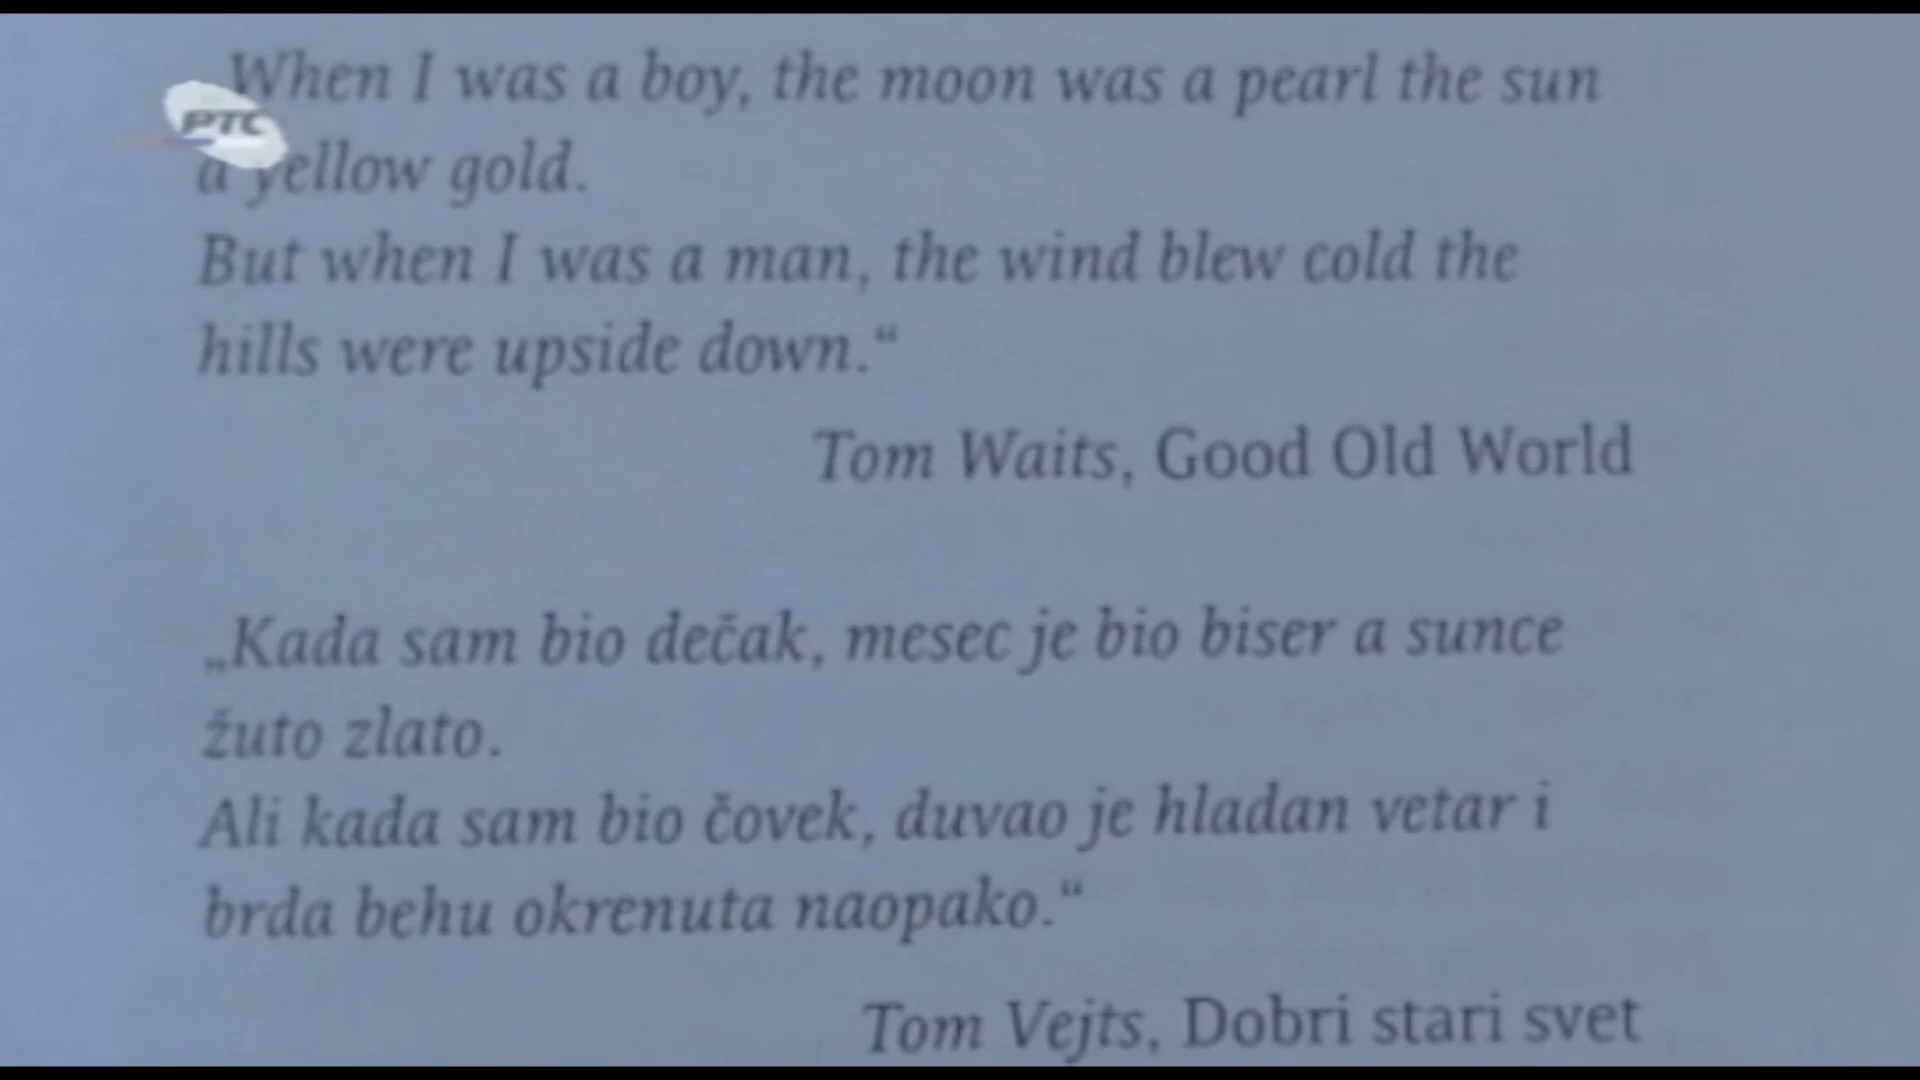 „When I was a boy, the moon was a pearl the sun
РТС
a yellow gold.
But when I was a man, the wind blew cold the
hills were upside down.“
Tom Waits, Good Old World
„Kada sam bio dečak, mesec je bio biser a sunce
žuto zlato.
Ali kada sam bio čovek, duvao je hladan vetar i
brda behu okrenuta naopako.“
Tom Vejts, Dobri stari svet